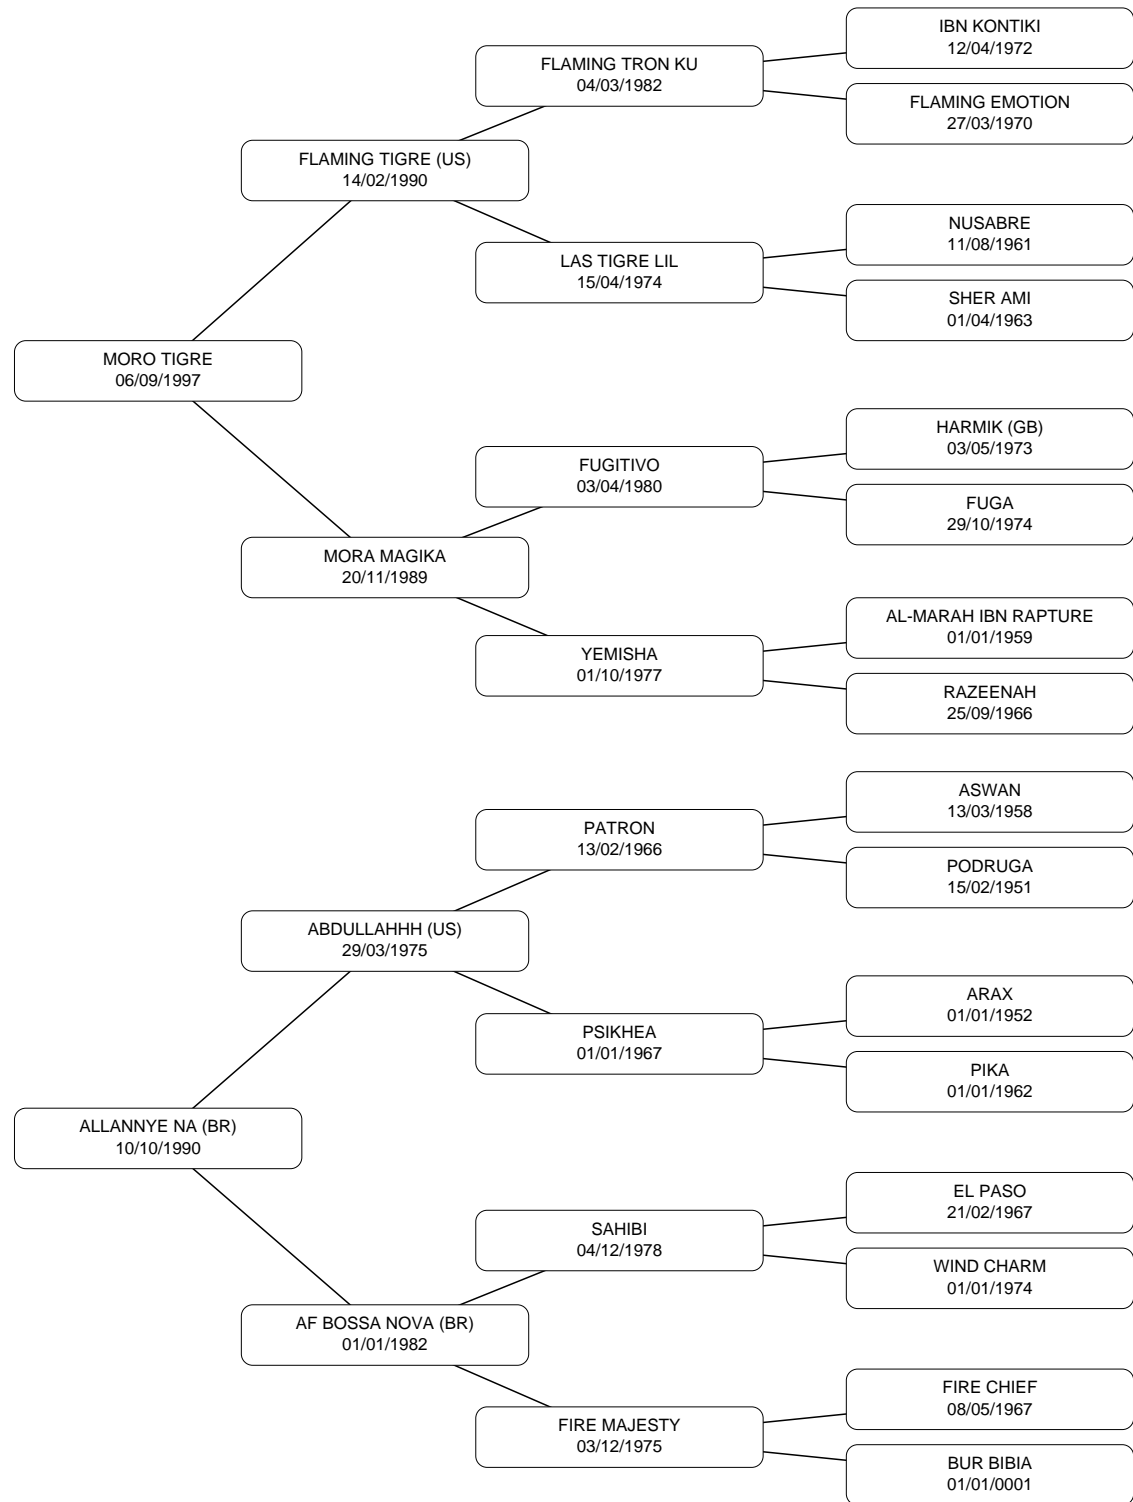 IBN KONTIKI
12/04/1972
FLAMING TRON KU
04/03/1982
FLAMING EMOTION
27/03/1970
FLAMING TIGRE (US)
14/02/1990
NUSABRE
11/08/1961
LAS TIGRE LIL
15/04/1974
SHER AMI
01/04/1963
MORO TIGRE
06/09/1997
HARMIK (GB)
03/05/1973
FUGITIVO
03/04/1980
FUGA
29/10/1974
MORA MAGIKA
20/11/1989
AL-MARAH IBN RAPTURE
01/01/1959
YEMISHA
01/10/1977
RAZEENAH
25/09/1966
ASWAN
13/03/1958
PATRON
13/02/1966
PODRUGA
15/02/1951
ABDULLAHHH (US)
29/03/1975
ARAX
01/01/1952
PSIKHEA
01/01/1967
PIKA
01/01/1962
ALLANNYE NA (BR)
10/10/1990
EL PASO
21/02/1967
SAHIBI
04/12/1978
WIND CHARM
01/01/1974
AF BOSSA NOVA (BR)
01/01/1982
FIRE CHIEF
08/05/1967
FIRE MAJESTY
03/12/1975
BUR BIBIA
01/01/0001